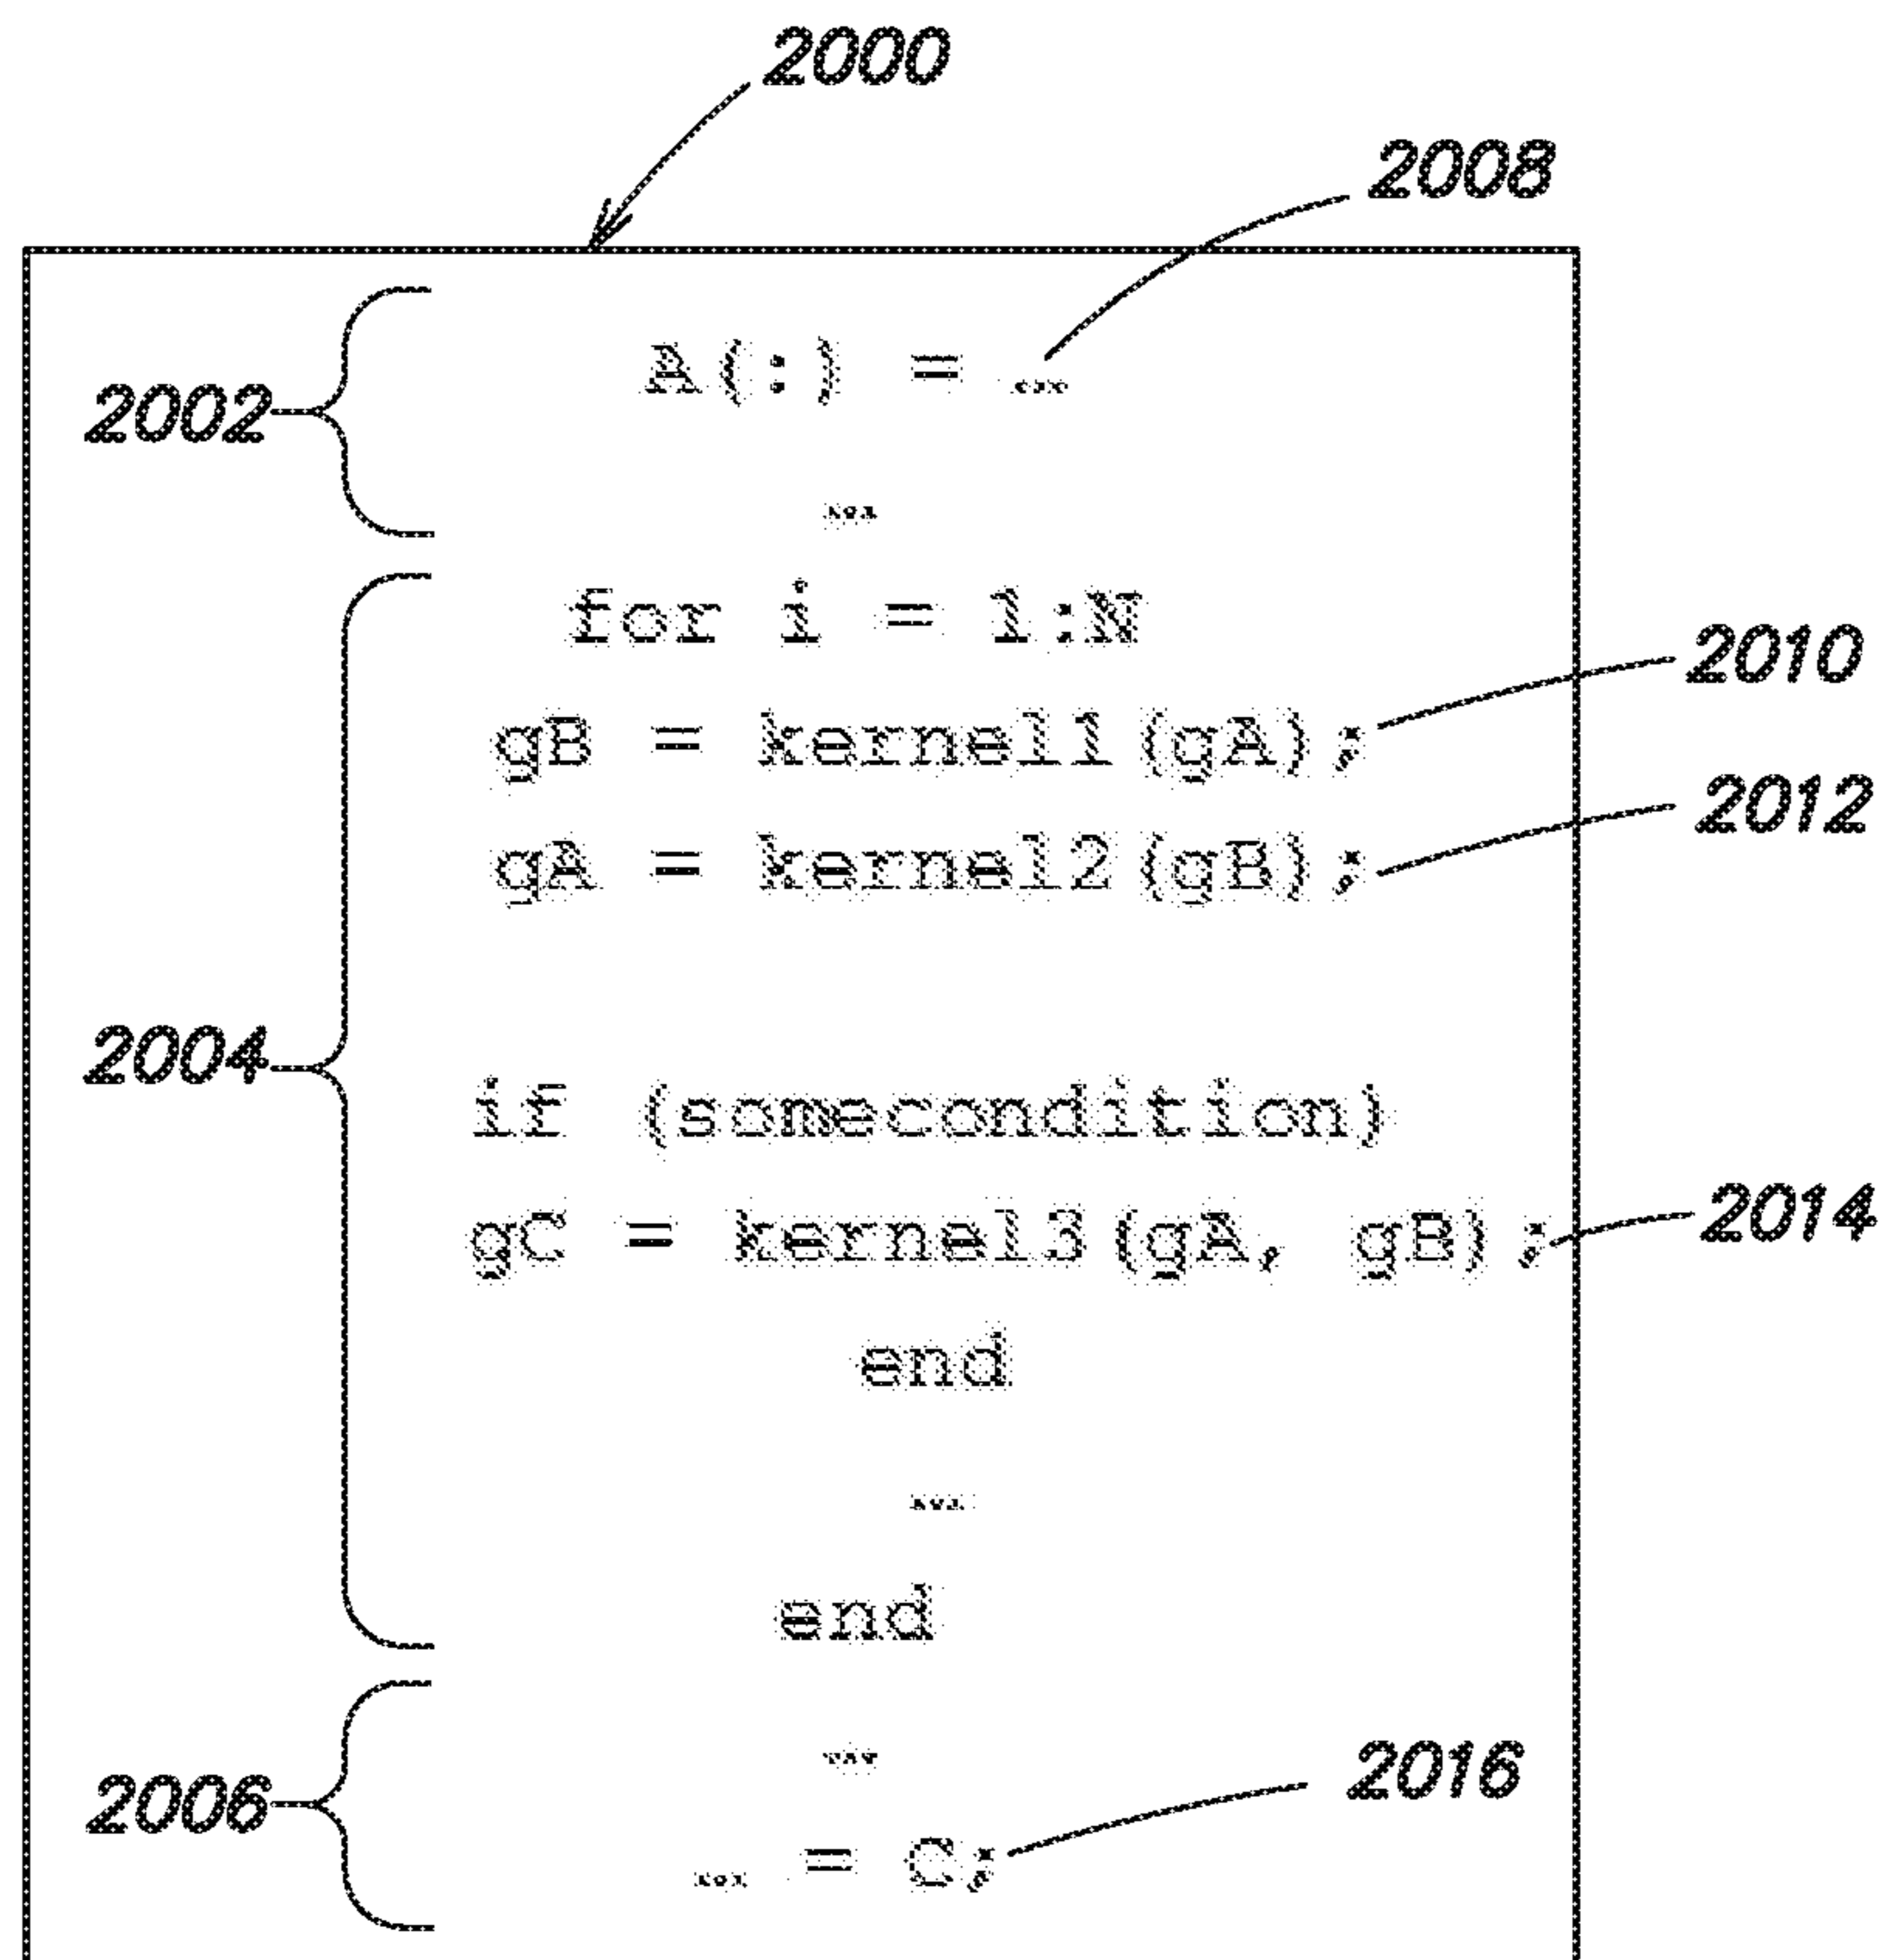 2000
2008
A(:) = …
2002
…
for i = 1:N
2010
gB = kernel1(gA);
2012
gA = kernel2(gB);
2004
if (somecondition)
2014
gC = kernel3(gA, gB);
end
…
end
…
2016
2006
… = C;